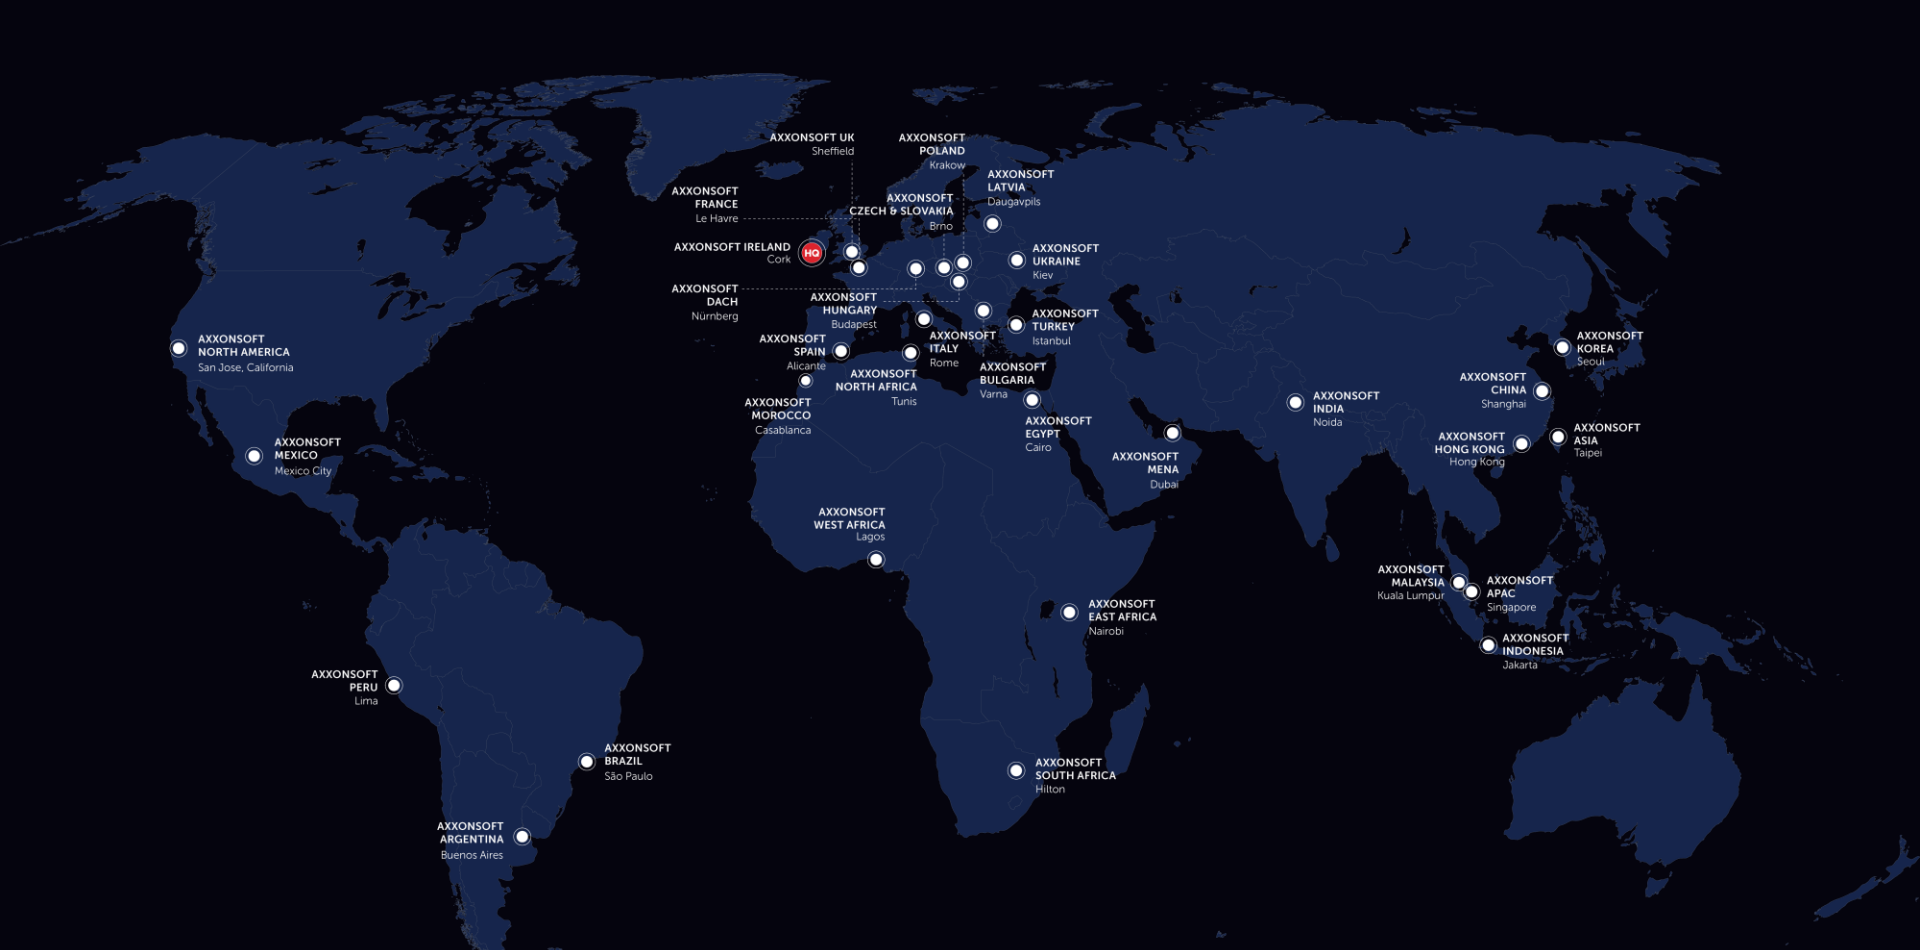 AXXONSOFT UK
Sheffield
AXXONSOFT
POLAND
Krakow
AXXONSOFT
LATVIA
Daugavpils
AXXONSOFT
FRANCE
Le Havre
AXXONSOFT
CZECH & SLOVAKIA
Brno
AXXONSOFT IRELAND
Cork
HQ
AXXONSOFT
UKRAINE
Kiev
AXXONSOFT
DACH
Nürnberg
AXXONSOFT
HUNGARY
Budapest
AXXONSOFT
TURKEY
Istanbul
AXXONSOFT
SPAIN
Alicante
AXXONSOFT
ITALY
Rome
AXXONSOFT
NORTH AMERICA
San Jose, California
AXXONSOFT
KOREA
Seoul
AXXONSOFT
NORTH AFRICA
Tunis
AXXONSOFT
BULGARIA
Varna
AXXONSOFT
CHINA
Shanghai
AXXONSOFT
MOROCCO
Casablanca
AXXONSOFT
INDIA
Noida
AXXONSOFT
EGYPT
Cairo
AXXONSOFT
ASIA
Taipei
AXXONSOFT
HONG KONG
Hong Kong
AXXONSOFT
MEXICO
Mexico City
AXXONSOFT
MENA
Dubai
AXXONSOFT
WEST AFRICA
Lagos
AXXONSOFT
MALAYSIA
Kuala Lumpur
AXXONSOFT
APAC
Singapore
AXXONSOFT
EAST AFRICA
Nairobi
AXXONSOFT
INDONESIA
Jakarta
AXXONSOFT
PERU
Lima
AXXONSOFT
BRAZIL
São Paulo
AXXONSOFT
SOUTH AFRICA
Hilton
AXXONSOFT
ARGENTINA
Buenos Aires